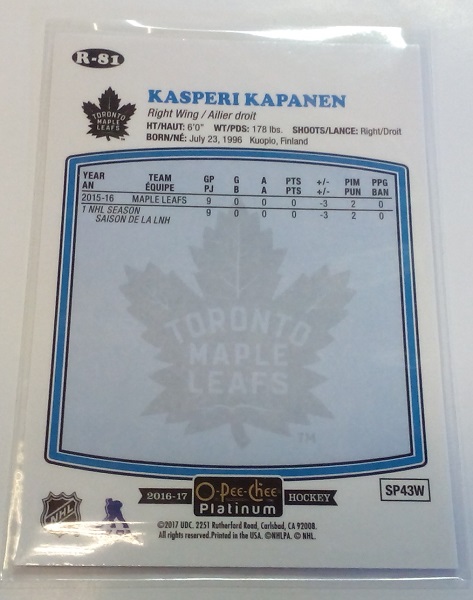 R-81
TORONTO
MAPLE
LEAFS
KASPERI KAPANEN
Right Wing / Ailier droit
HT/HAUT: 6'0" WT/PDS: 178 lbs. SHOOTS/LANCE: Right/Droit
BORN/NÉ: July 23, 1996 Kuopio, Finland
YEAR TEAM GP G A PTS +/- PIM PPG
AN ÉQUIPE PJ B A PTS +/- PUN BAN
2015-16 MAPLE LEAFS 9 0 0 0 -3 2 0
1 NHL SEASON 9 0 0 0 -3 2 0
SAISON DE LA LNH
TORONTO
MAPLE
LEAFS
TM
NHL
2016-17 O-Pee-Chee HOCKEY
Platinum
SP43W
©2017 UDC. 2251 Rutherford Road, Carlsbad, CA 92008.
All rights reserved.Printed in the USA. ©NHLPA. © NHL.